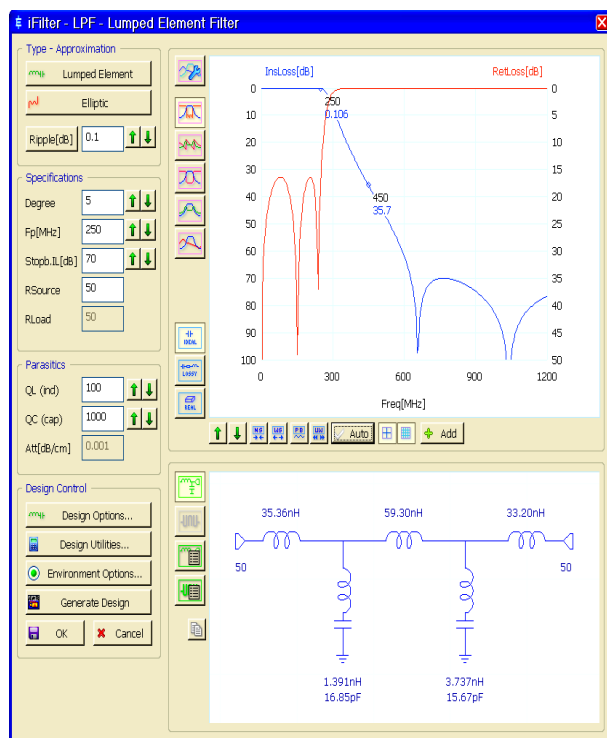 iFilter - LPF - Lumped Element Filter
Type - Approximation
Lumped Element
Elliptic
Ripple[dB] 0.1
Specifications
Degree 5
Fp[MHz] 250
Stopb.IL[dB] 70
RSource 50
RLoad 50
Parasitics
QL (ind) 100
QC (cap) 1000
Att[dB/cm] 0.001
Design Control
Design Options...
Design Utilities...
Environment Options...
Generate Design
OK Cancel
IDEAL
LOSSY
REAL
InsLoss[dB] RetLoss[dB]
0 0
10 5
20 10
30 15
40 20
50 25
60 30
70 35
80 40
90 45
100 50
250
0.106
450
35.7
0 300 600 900 1200
Freq[MHz]
Auto Add
35.36nH 59.30nH 33.20nH
50 50
1.391nH 3.737nH
16.85pF 15.67pF